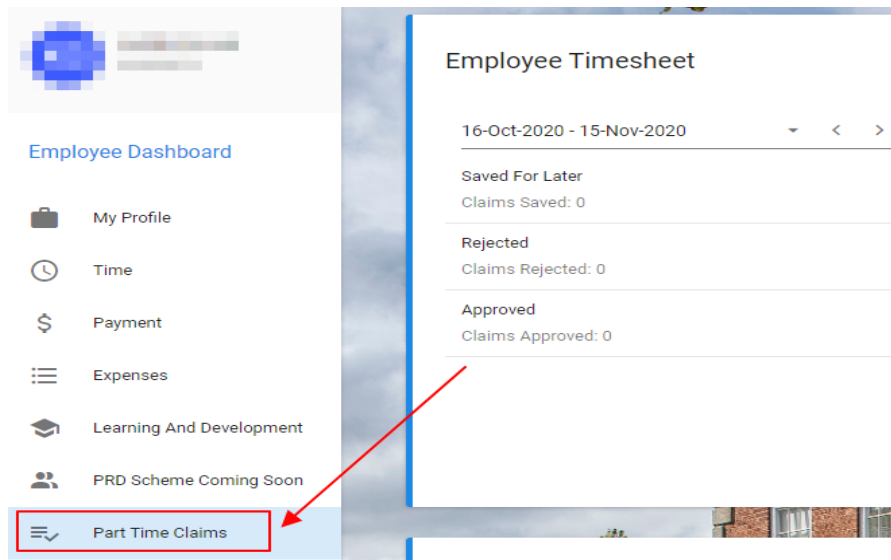 Employee Dashboard
My Profile
Time
Payment
Expenses
Learning And Development
PRD Scheme Coming Soon
Part Time Claims
Employee Timesheet
16-Oct-2020 - 15-Nov-2020
Saved For Later
Claims Saved: 0
Rejected
Claims Rejected: 0
Approved
Claims Approved: 0